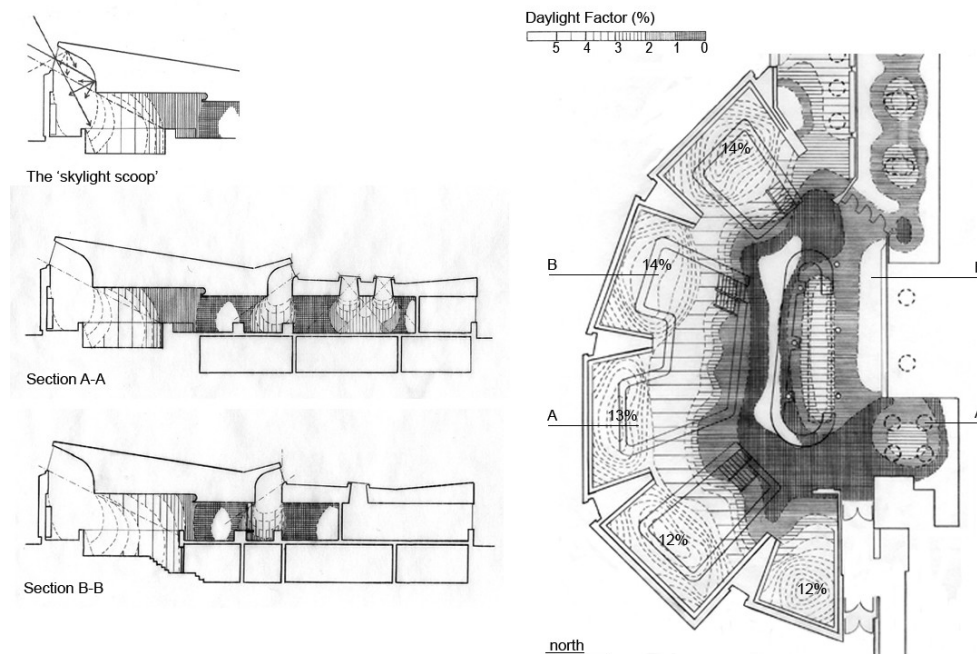 The 'skylight scoop'
Section A-A
Section B-B
Daylight Factor (%)
5 4 3 2 1 0
14%
B
14%
A
13%
12%
12%
north